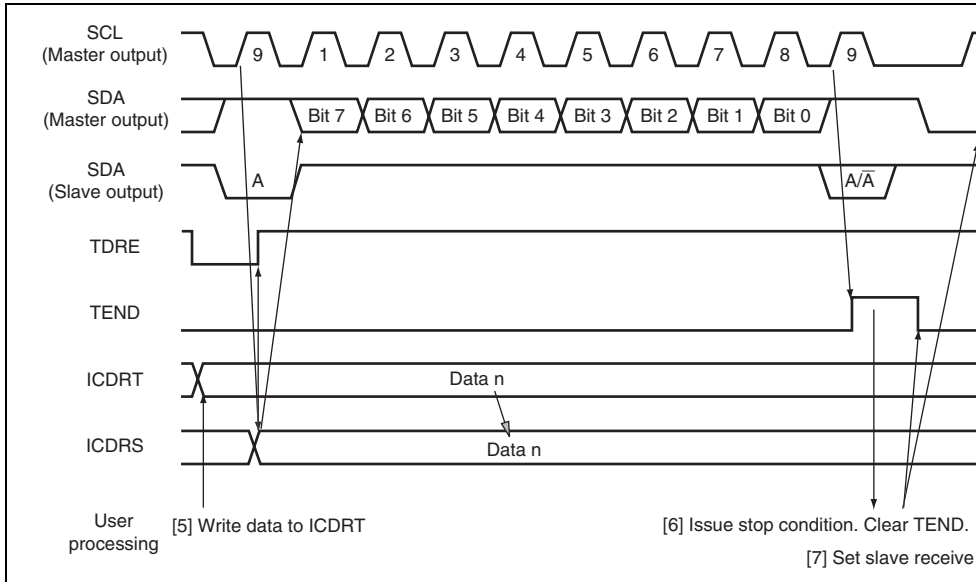 SCL
(Master output)
9 1 2 3 4 5 6 7 8 9
SDA
(Master output)
Bit 7 Bit 6 Bit 5 Bit 4 Bit 3 Bit 2 Bit 1 Bit 0
SDA
(Slave output)
A A/A̅
TDRE
TEND
ICDRT
Data n
ICDRS
Data n
User
processing
[5] Write data to ICDRT
[6] Issue stop condition. Clear TEND.
[7] Set slave receive